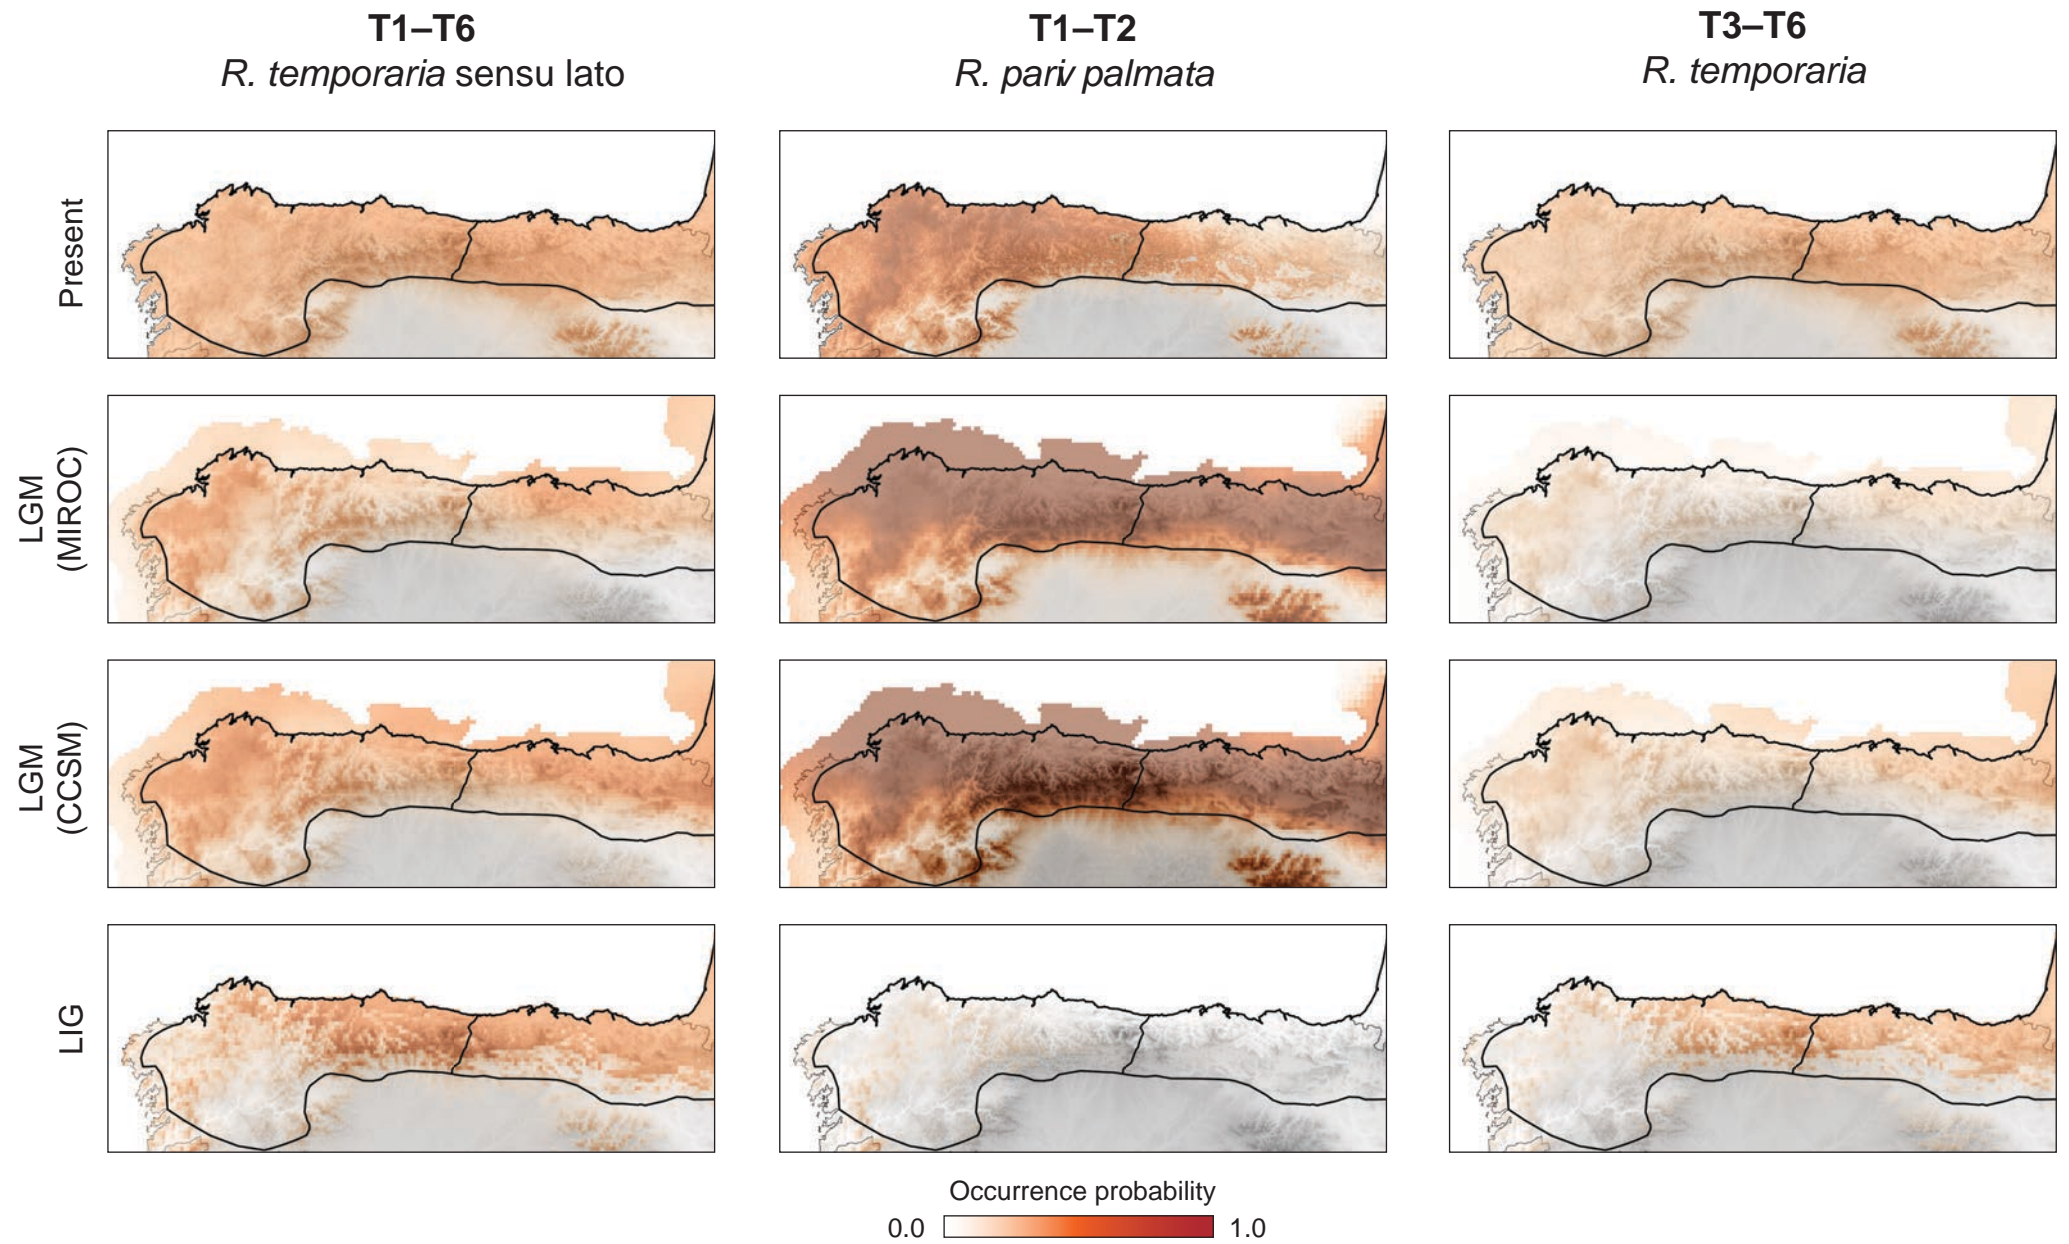 T1–T6
R. temporaria sensu lato
T1–T2
R. pariv palmata
T3–T6
R. temporaria
Present
LGM
(MIROC)
LGM
(CCSM)
LIG
Occurrence probability
0.0
1.0